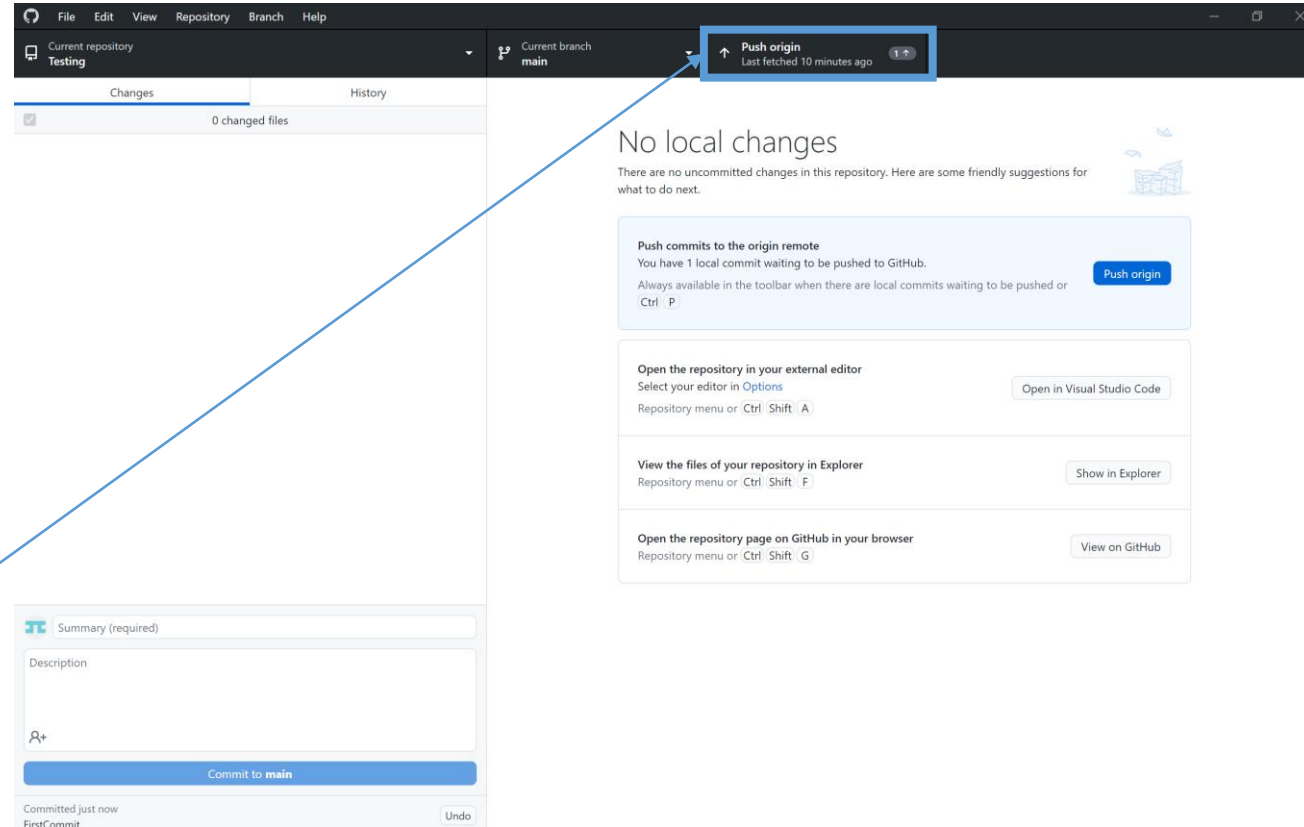 File Edit View Repository Branch Help
Current repository
Testing
Current branch
main
Push origin
Last fetched 10 minutes ago
1
Changes
History
0 changed files
No local changes
There are no uncommitted changes in this repository. Here are some friendly suggestions for
what to do next.
Push commits to the origin remote
You have 1 local commit waiting to be pushed to GitHub.
Always available in the toolbar when there are local commits waiting to be pushed or
Ctrl P
Push origin
Open the repository in your external editor
Select your editor in Options
Repository menu or Ctrl Shift A
Open in Visual Studio Code
View the files of your repository in Explorer
Repository menu or Ctrl Shift F
Show in Explorer
Open the repository page on GitHub in your browser
Repository menu or Ctrl Shift G
View on GitHub
Summary (required)
Description
Commit to main
Committed just now
FirstCommit
Undo